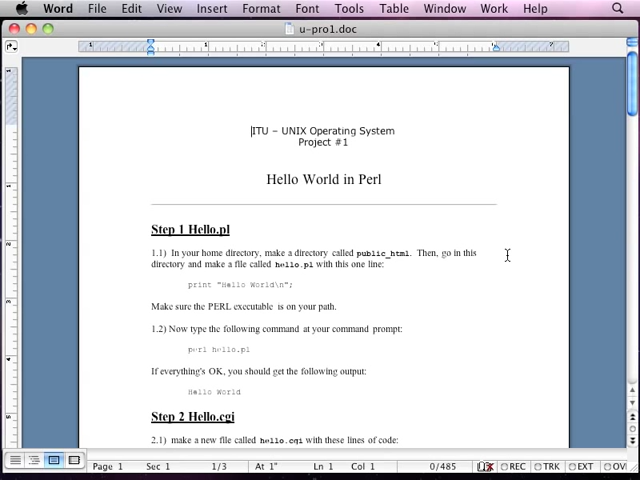 Word File Edit View Insert Format Font Tools Table Window Work Help
u-pro1.doc
ITU – UNIX Operating System
Project #1
Hello World in Perl
Step 1 Hello.pl
1.1) In your home directory, make a directory called public_html. Then, go in this
directory and make a file called hello.pl with this one line:
print "Hello World\n";
Make sure the PERL executable is on your path.
1.2) Now type the following command at your command prompt:
perl hello.pl
If everything's OK, you should get the following output:
Hello World
Step 2 Hello.cgi
2.1) make a new file called hello.cgi with these lines of code:
Page 1 Sec 1 1/3 At 1" Ln 1 Col 1 0/485 REC TRK EXT OV